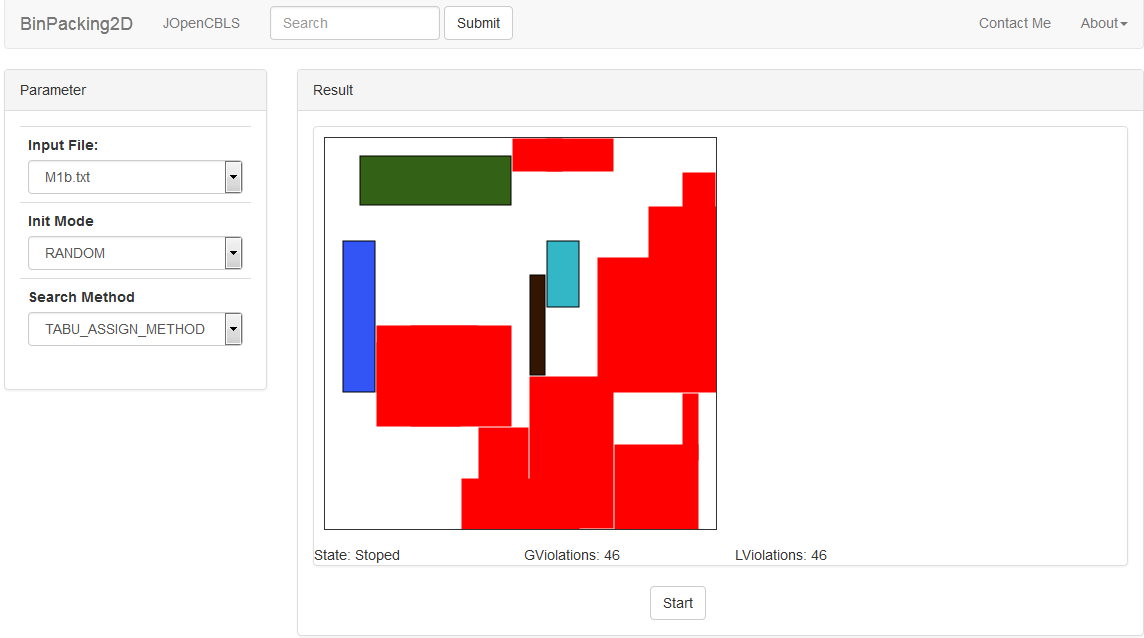 BinPacking2D JOpenCBLS Search Submit Contact Me About
Parameter
Result
Input File:
M1b.txt
Init Mode
RANDOM
Search Method
TABU_ASSIGN_METHOD
State: Stoped GViolations: 46 LViolations: 46
Start